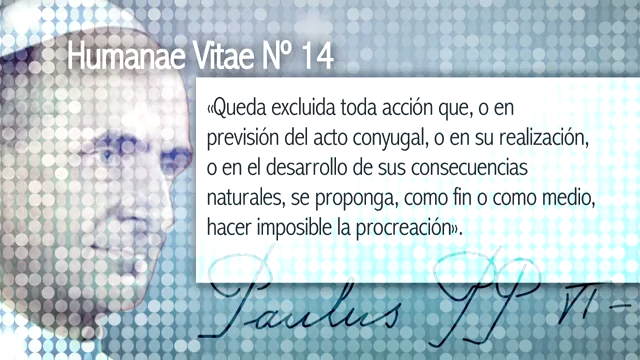 Humanae Vitae Nº 14
«Queda excluida toda acción que, o en
previsión del acto conyugal, o en su realización,
o en el desarrollo de sus consecuencias
naturales, se proponga, como fin o como medio,
hacer imposible la procreación».
Paulus PP VI-